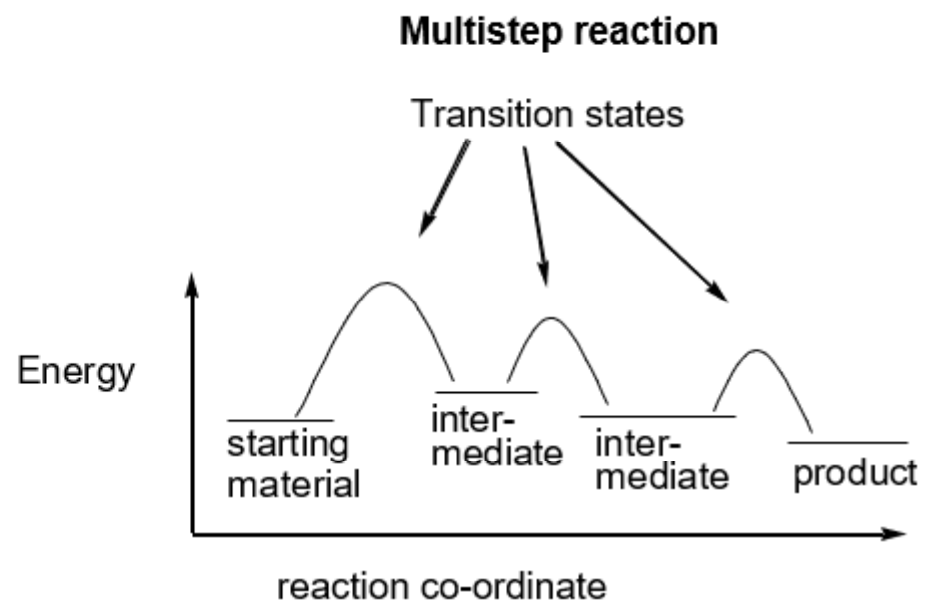 Multistep reaction
Transition states
Energy
starting
material
inter-
mediate
inter-
mediate
product
reaction co-ordinate